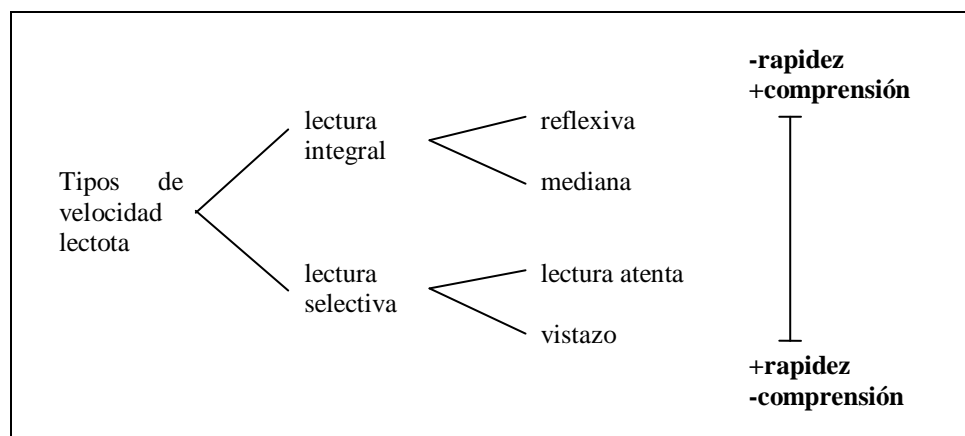 Tipos de
velocidad
lectota
lectura
integral
reflexiva
mediana
lectura
selectiva
lectura atenta
vistazo
-rapidez
+comprensión
+rapidez
-comprensión